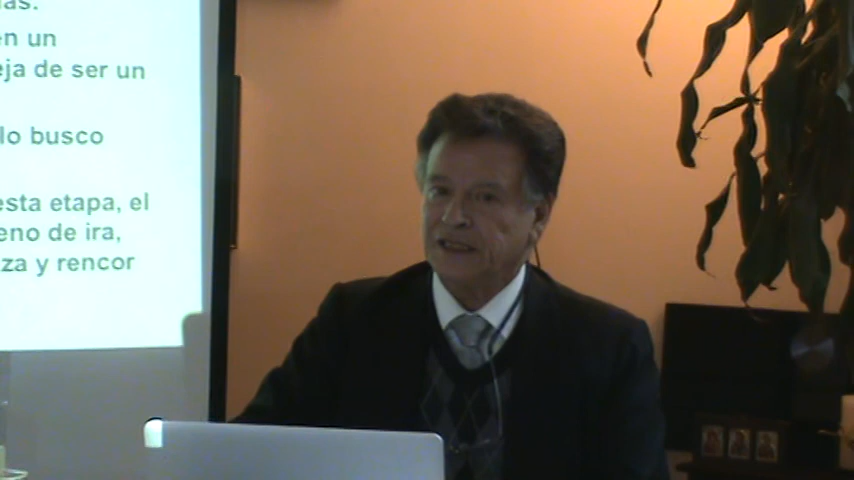 en un
eja de ser un
lo busco
esta etapa, el
eno de ira,
za y rencor